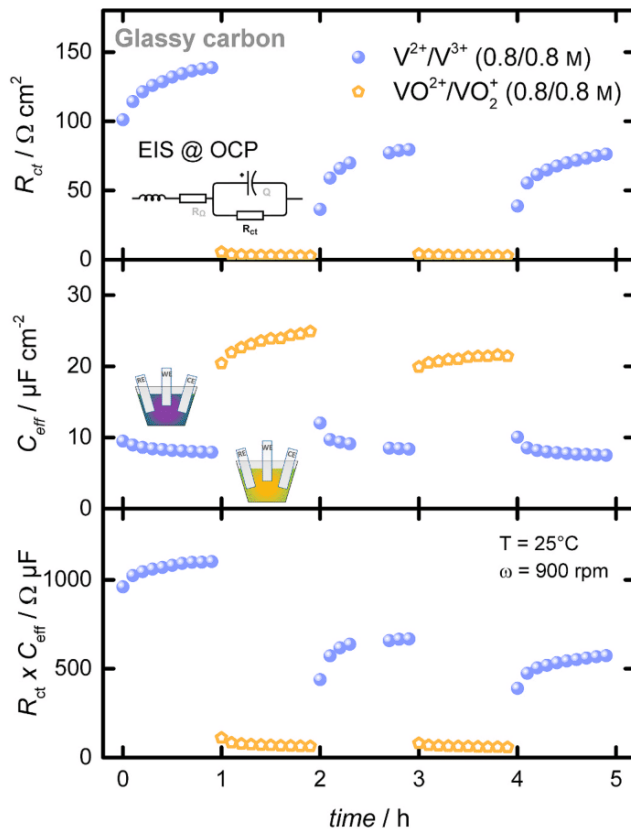 Glassy carbon
V²⁺/V³⁺ (0.8/0.8 M)
VO²⁺/VO₂⁺ (0.8/0.8 M)
EIS @ OCP
R_Ω
Q
R_ct
R_ct / Ω cm²
150
100
50
0
C_eff / µF cm⁻²
30
20
10
0
RE
WE
CE
RE
WE
CE
T = 25°C
ω = 900 rpm
R_ct x C_eff / Ω µF
1000
500
0
0 1 2 3 4 5
time / h